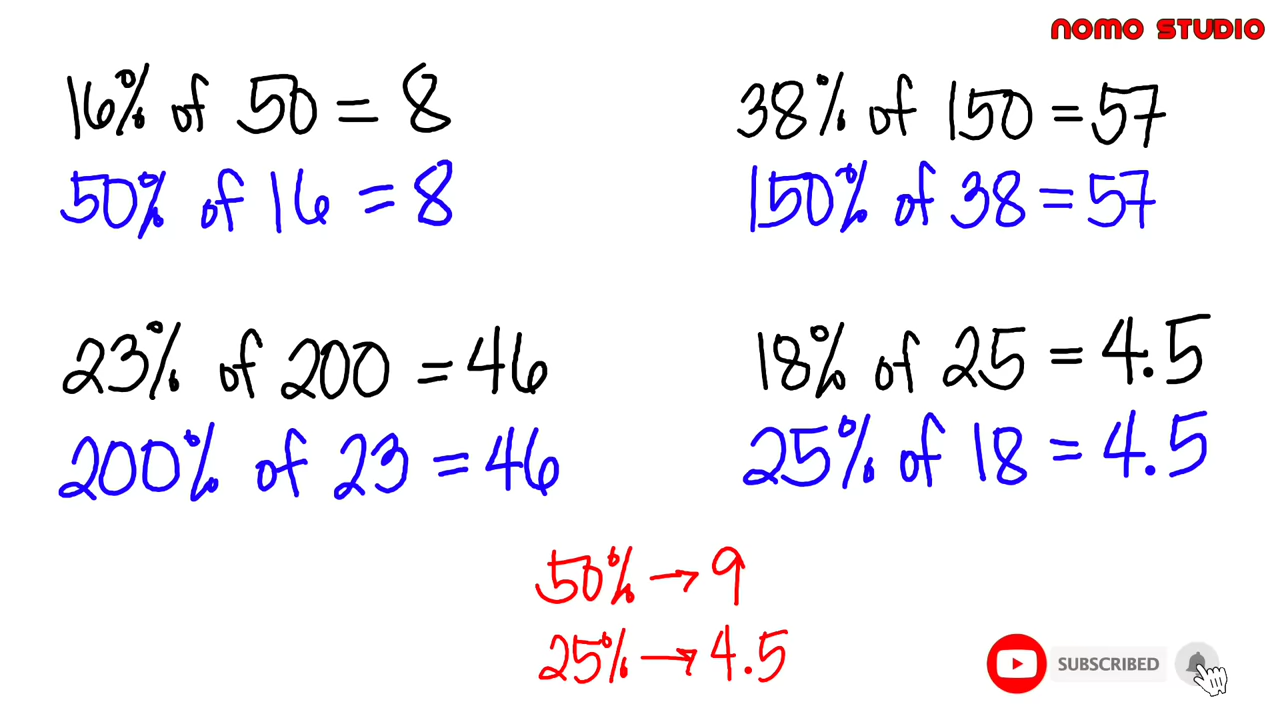 NOMO STUDIO
16% of 50 = 8
50% of 16 = 8
38% of 150 = 57
150% of 38 = 57
23% of 200 = 46
200% of 23 = 46
18% of 25 = 4.5
25% of 18 = 4.5
50% → 9
25% → 4.5
SUBSCRIBED